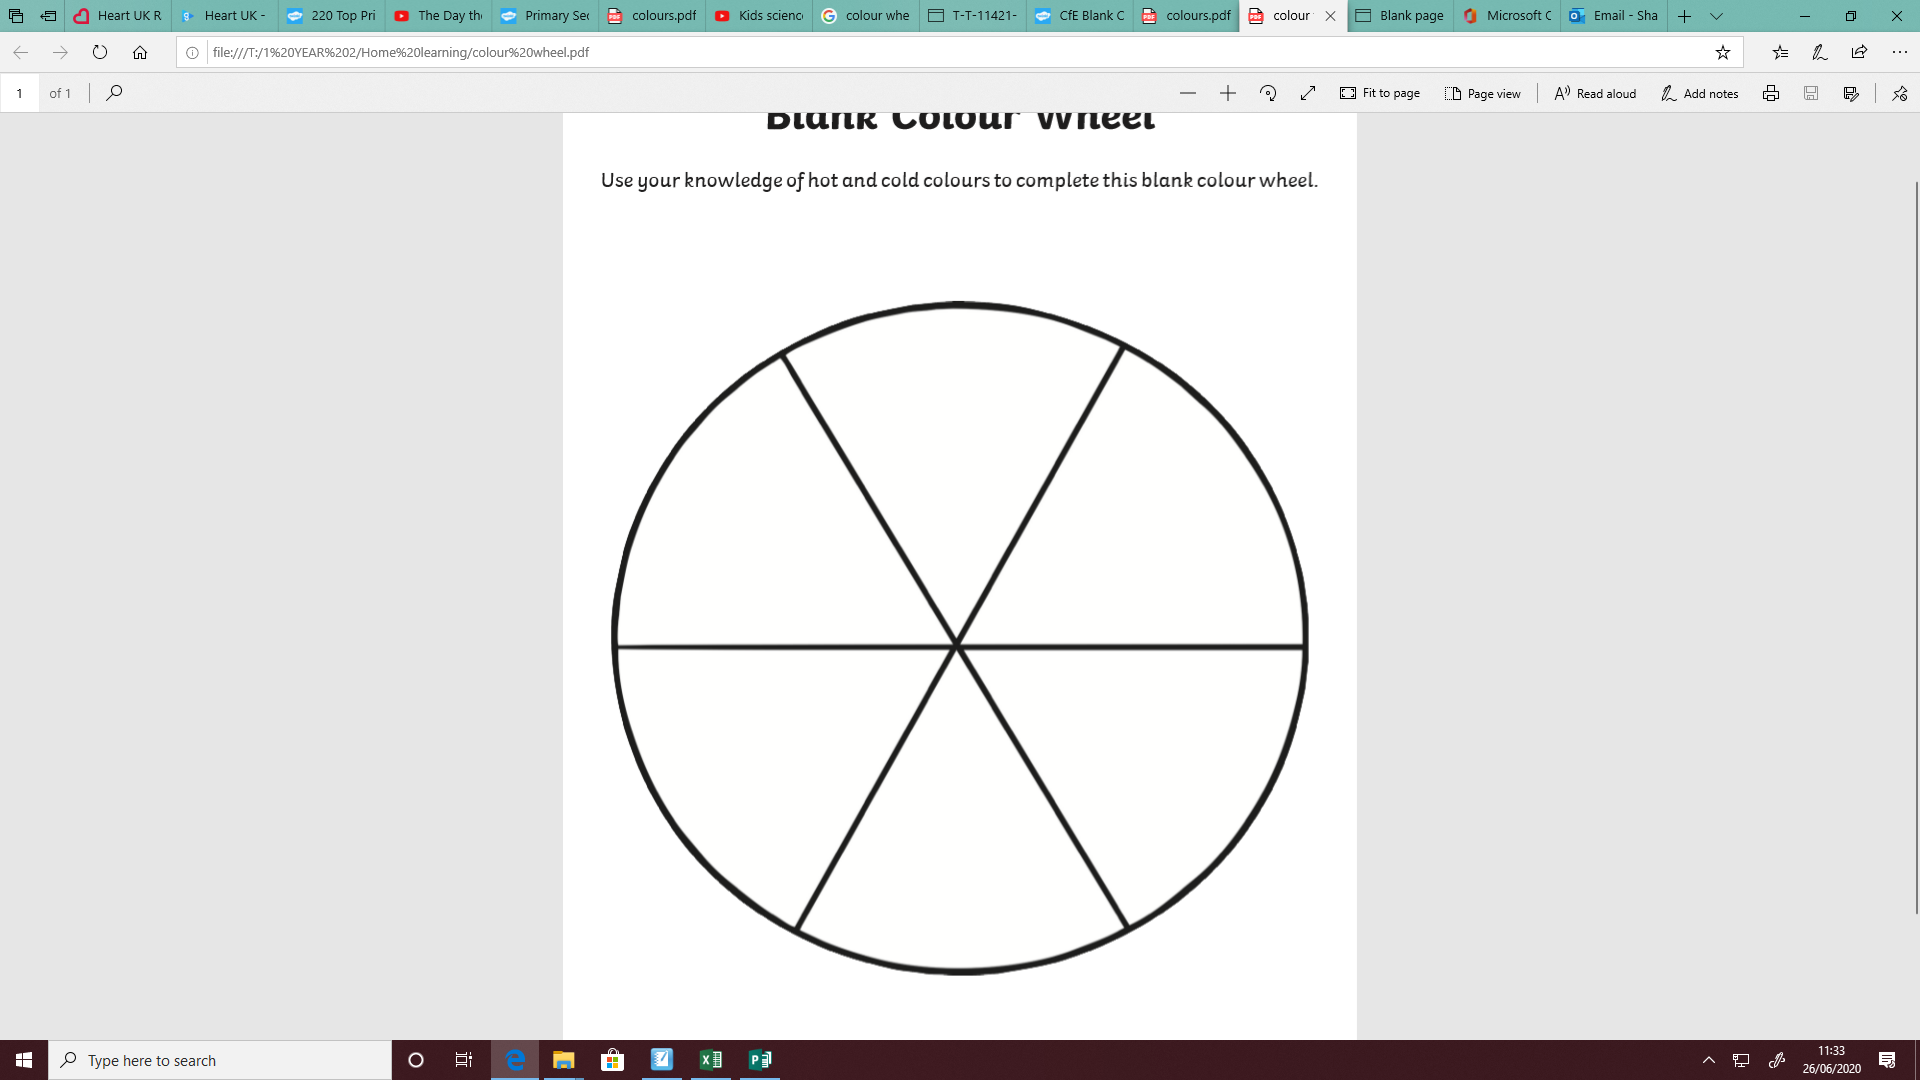 Heart UK R
Heart UK -
220 Top Pri
The Day th
Primary Sec
colours.pdf
Kids scienc
colour whe
T-T-11421-
CfE Blank C
colours.pdf
colour
Blank page
Microsoft C
Email - Sha
file:///T:/1%20YEAR%202/Home%20learning/colour%20wheel.pdf
1 of 1
Fit to page
Page view
Read aloud
Add notes
Blank Colour Wheel
Use your knowledge of hot and cold colours to complete this blank colour wheel.
Type here to search
11:33
26/06/2020